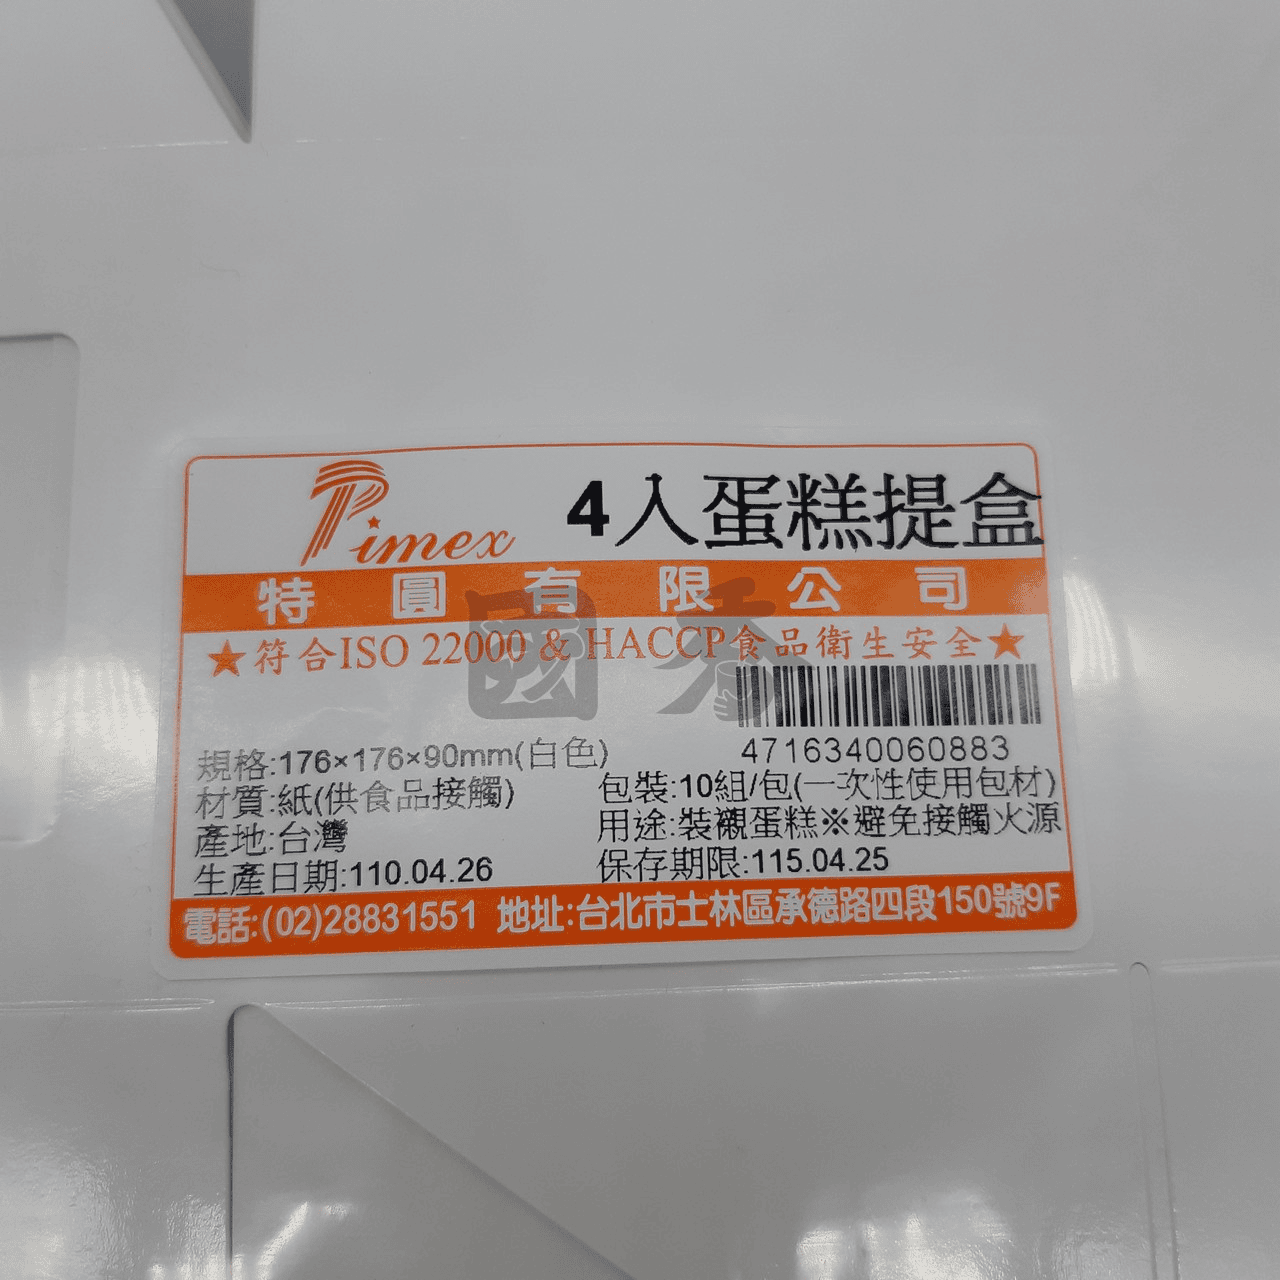 Pimex
4入蛋糕提盒
特圓有限公司
★符合ISO 22000 & HACCP食品衛生安全★
國秀
4716340060883
規格:176×176×90mm(白色)
材質:紙(供食品接觸)
產地:台灣
生產日期:110.04.26
包裝:10組/包(一次性使用包材)
用途:裝襯蛋糕※避免接觸火源
保存期限:115.04.25
電話:(02)28831551 地址:台北市士林區承德路四段150號9F